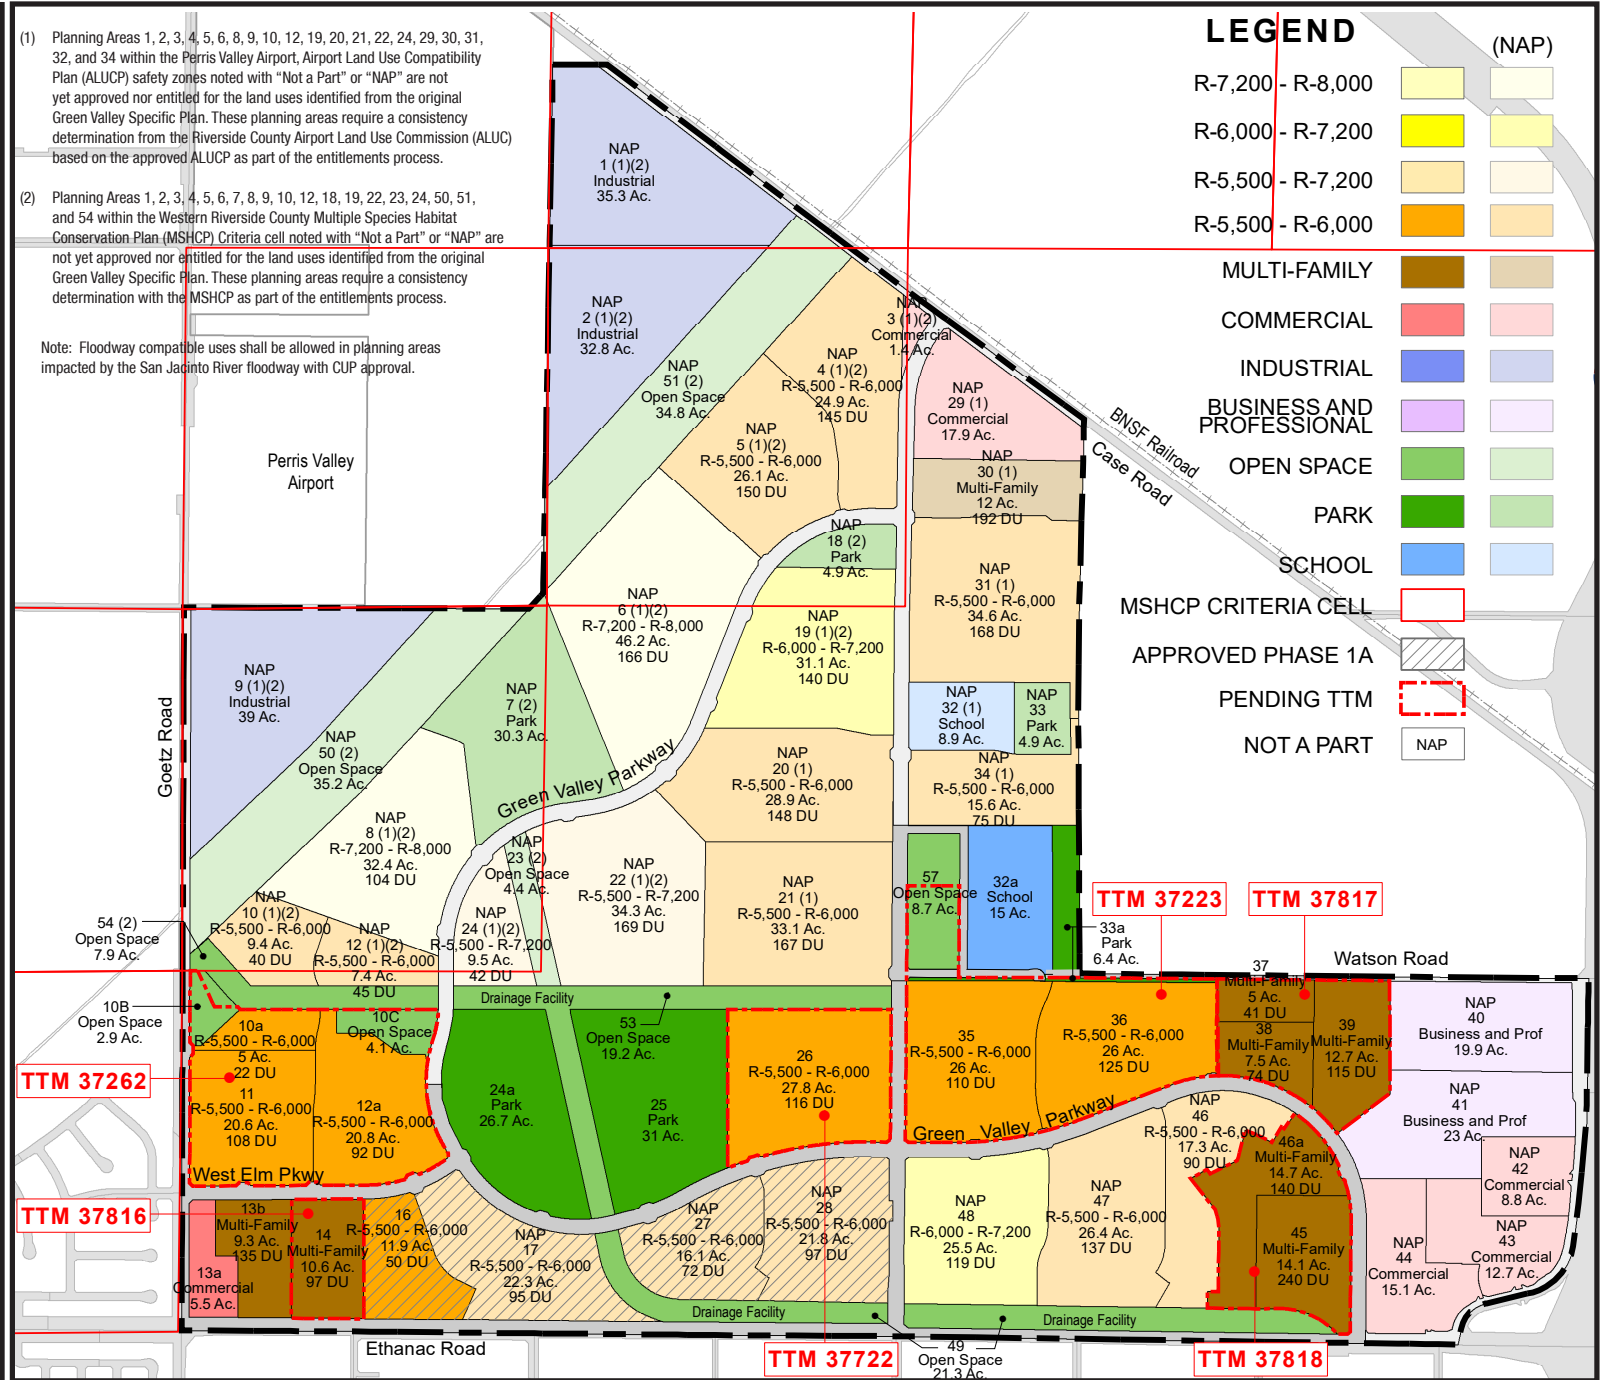 (1) Planning Areas 1, 2, 3, 4, 5, 6, 8, 9, 10, 12, 19, 20, 21, 22, 24, 29, 30, 31,
32, and 34 within the Perris Valley Airport, Airport Land Use Compatibility
Plan (ALUCP) safety zones noted with “Not a Part” or “NAP” are not
yet approved nor entitled for the land uses identified from the original
Green Valley Specific Plan. These planning areas require a consistency
determination from the Riverside County Airport Land Use Commission (ALUC)
based on the approved ALUCP as part of the entitlements process.
(2) Planning Areas 1, 2, 3, 4, 5, 6, 7, 8, 9, 10, 12, 18, 19, 22, 23, 24, 50, 51,
and 54 within the Western Riverside County Multiple Species Habitat
Conservation Plan (MSHCP) Criteria cell noted with “Not a Part” or “NAP” are
not yet approved nor entitled for the land uses identified from the original
Green Valley Specific Plan. These planning areas require a consistency
determination with the MSHCP as part of the entitlements process.
Note: Floodway compatible uses shall be allowed in planning areas
impacted by the San Jacinto River floodway with CUP approval.
LEGEND
(NAP)
R-7,200 - R-8,000
R-6,000 - R-7,200
R-5,500 - R-7,200
R-5,500 - R-6,000
MULTI-FAMILY
COMMERCIAL
INDUSTRIAL
BUSINESS AND
PROFESSIONAL
OPEN SPACE
PARK
SCHOOL
MSHCP CRITERIA CELL
APPROVED PHASE 1A
PENDING TTM
NOT A PART
NAP
NAP
1 (1)(2)
Industrial
35.3 Ac.
NAP
2 (1)(2)
Industrial
32.8 Ac.
NAP
3 (1)(2)
Commercial
1.4 Ac.
NAP
51 (2)
Open Space
34.8 Ac.
NAP
4 (1)(2)
R-5,500 - R-6,000
24.9 Ac.
145 DU
NAP
29 (1)
Commercial
17.9 Ac.
BNSF Railroad
Case Road
NAP
5 (1)(2)
R-5,500 - R-6,000
26.1 Ac.
150 DU
NAP
30 (1)
Multi-Family
12 Ac.
192 DU
Perris Valley
Airport
NAP
18 (2)
Park
4.9 Ac.
NAP
31 (1)
R-5,500 - R-6,000
34.6 Ac.
168 DU
NAP
6 (1)(2)
R-7,200 - R-8,000
46.2 Ac.
166 DU
NAP
19 (1)(2)
R-6,000 - R-7,200
31.1 Ac.
140 DU
NAP
9 (1)(2)
Industrial
39 Ac.
NAP
7 (2)
Park
30.3 Ac.
NAP
32 (1)
School
8.9 Ac.
NAP
33
Park
4.9 Ac.
Goetz Road
NAP
50 (2)
Open Space
35.2 Ac.
Green Valley Parkway
NAP
20 (1)
R-5,500 - R-6,000
28.9 Ac.
148 DU
NAP
34 (1)
R-5,500 - R-6,000
15.6 Ac.
75 DU
NAP
8 (1)(2)
R-7,200 - R-8,000
32.4 Ac.
104 DU
NAP
23 (2)
Open Space
4.4 Ac.
NAP
22 (1)(2)
R-5,500 - R-7,200
34.3 Ac.
169 DU
NAP
21 (1)
R-5,500 - R-6,000
33.1 Ac.
167 DU
57
Open Space
8.7 Ac.
32a
School
15 Ac.
33a
Park
6.4 Ac.
TTM 37223
TTM 37817
NAP
10 (1)(2)
R-5,500 - R-6,000
9.4 Ac.
40 DU
NAP
12 (1)(2)
R-5,500 - R-6,000
7.4 Ac.
45 DU
NAP
24 (1)(2)
R-5,500 - R-7,200
9.5 Ac.
42 DU
54 (2)
Open Space
7.9 Ac.
Watson Road
Drainage Facility
10B
Open Space
2.9 Ac.
10a
R-5,500 - R-6,000
5 Ac.
22 DU
10C
Open Space
4.1 Ac.
53
Open Space
19.2 Ac.
26
R-5,500 - R-6,000
27.8 Ac.
116 DU
35
R-5,500 - R-6,000
26 Ac.
110 DU
36
R-5,500 - R-6,000
26 Ac.
125 DU
37
Multi-Family
5 Ac.
41 DU
38
Multi-Family
7.5 Ac.
74 DU
39
Multi-Family
12.7 Ac.
115 DU
NAP
40
Business and Prof
19.9 Ac.
TTM 37262
11
R-5,500 - R-6,000
20.6 Ac.
108 DU
12a
R-5,500 - R-6,000
20.8 Ac.
92 DU
24a
Park
26.7 Ac.
25
Park
31 Ac.
Green Valley Parkway
NAP
41
Business and Prof
23 Ac.
NAP
46
R-5,500 - R-6,000
17.3 Ac.
90 DU
46a
Multi-Family
14.7 Ac.
140 DU
NAP
42
Commercial
8.8 Ac.
West Elm Pkwy
TTM 37816
13b
Multi-Family
9.3 Ac.
135 DU
14
Multi-Family
10.6 Ac.
97 DU
16
R-5,500 - R-6,000
11.9 Ac.
50 DU
NAP
17
R-5,500 - R-6,000
22.3 Ac.
95 DU
NAP
27
R-5,500 - R-6,000
16.1 Ac.
72 DU
NAP
28
R-5,500 - R-6,000
21.8 Ac.
97 DU
NAP
48
R-6,000 - R-7,200
25.5 Ac.
119 DU
NAP
47
R-5,500 - R-6,000
26.4 Ac.
137 DU
45
Multi-Family
14.1 Ac.
240 DU
NAP
44
Commercial
15.1 Ac.
NAP
43
Commercial
12.7 Ac.
13a
Commercial
5.5 Ac.
Drainage Facility
Drainage Facility
Ethanac Road
TTM 37722
49
Open Space
21.3 Ac.
TTM 37818